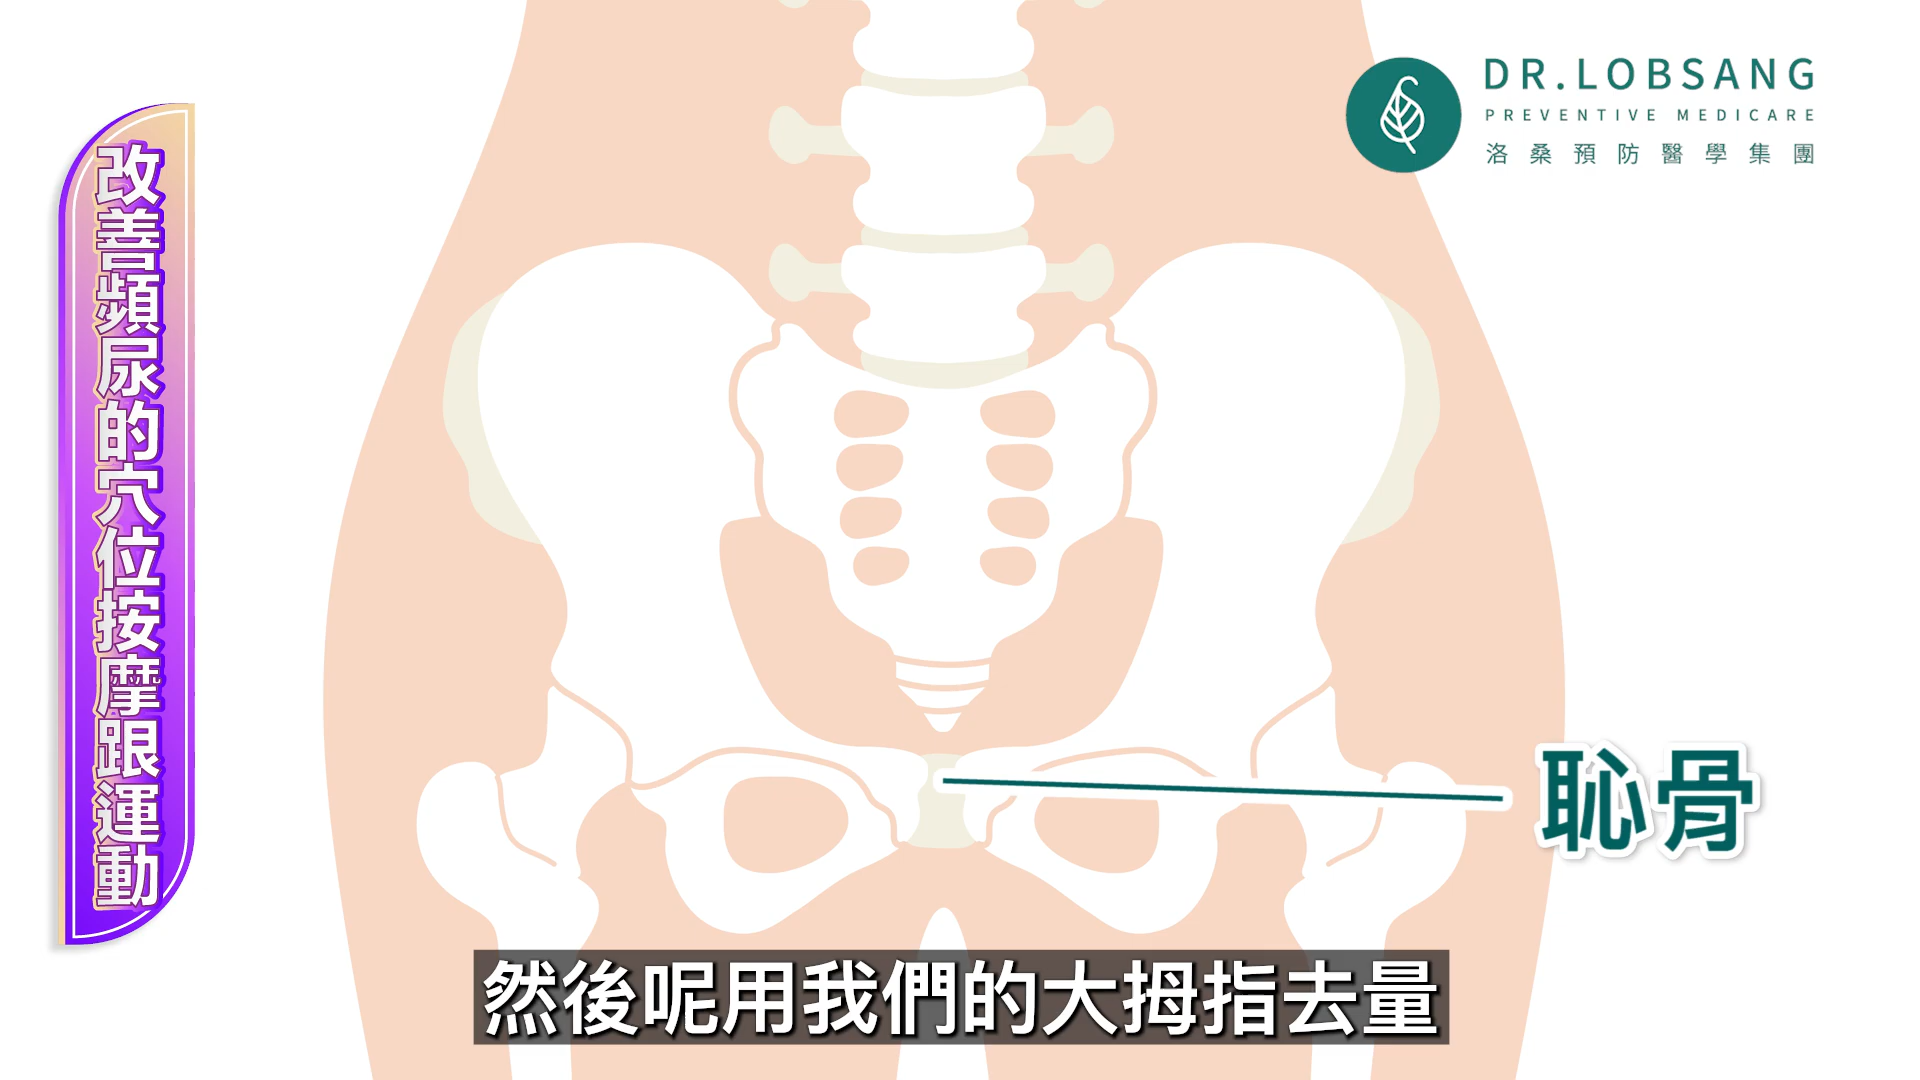 改善頻尿的穴位按摩跟運動
DR.LOBSANG
PREVENTIVE MEDICARE
洛桑預防醫學集團
恥骨
然後呢用我們的大拇指去量